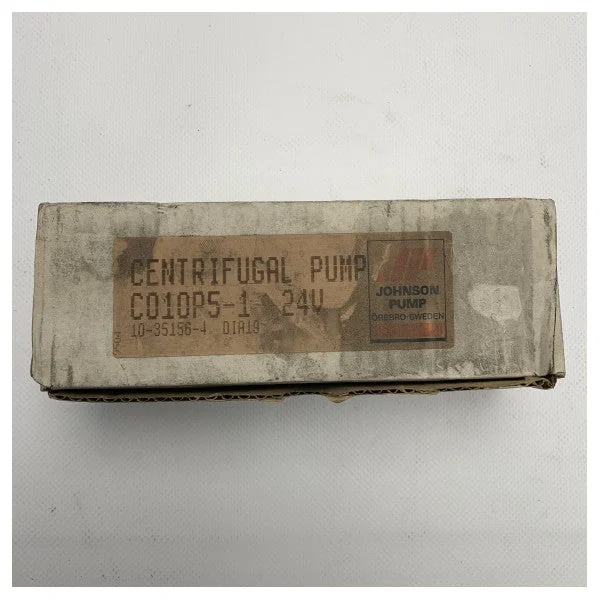 CENTRIFUGAL PUMP
CO10P5-1 24V
10-35156-4 DIA19
JOHNSON
PUMP
ÖREBRO·SWEDEN